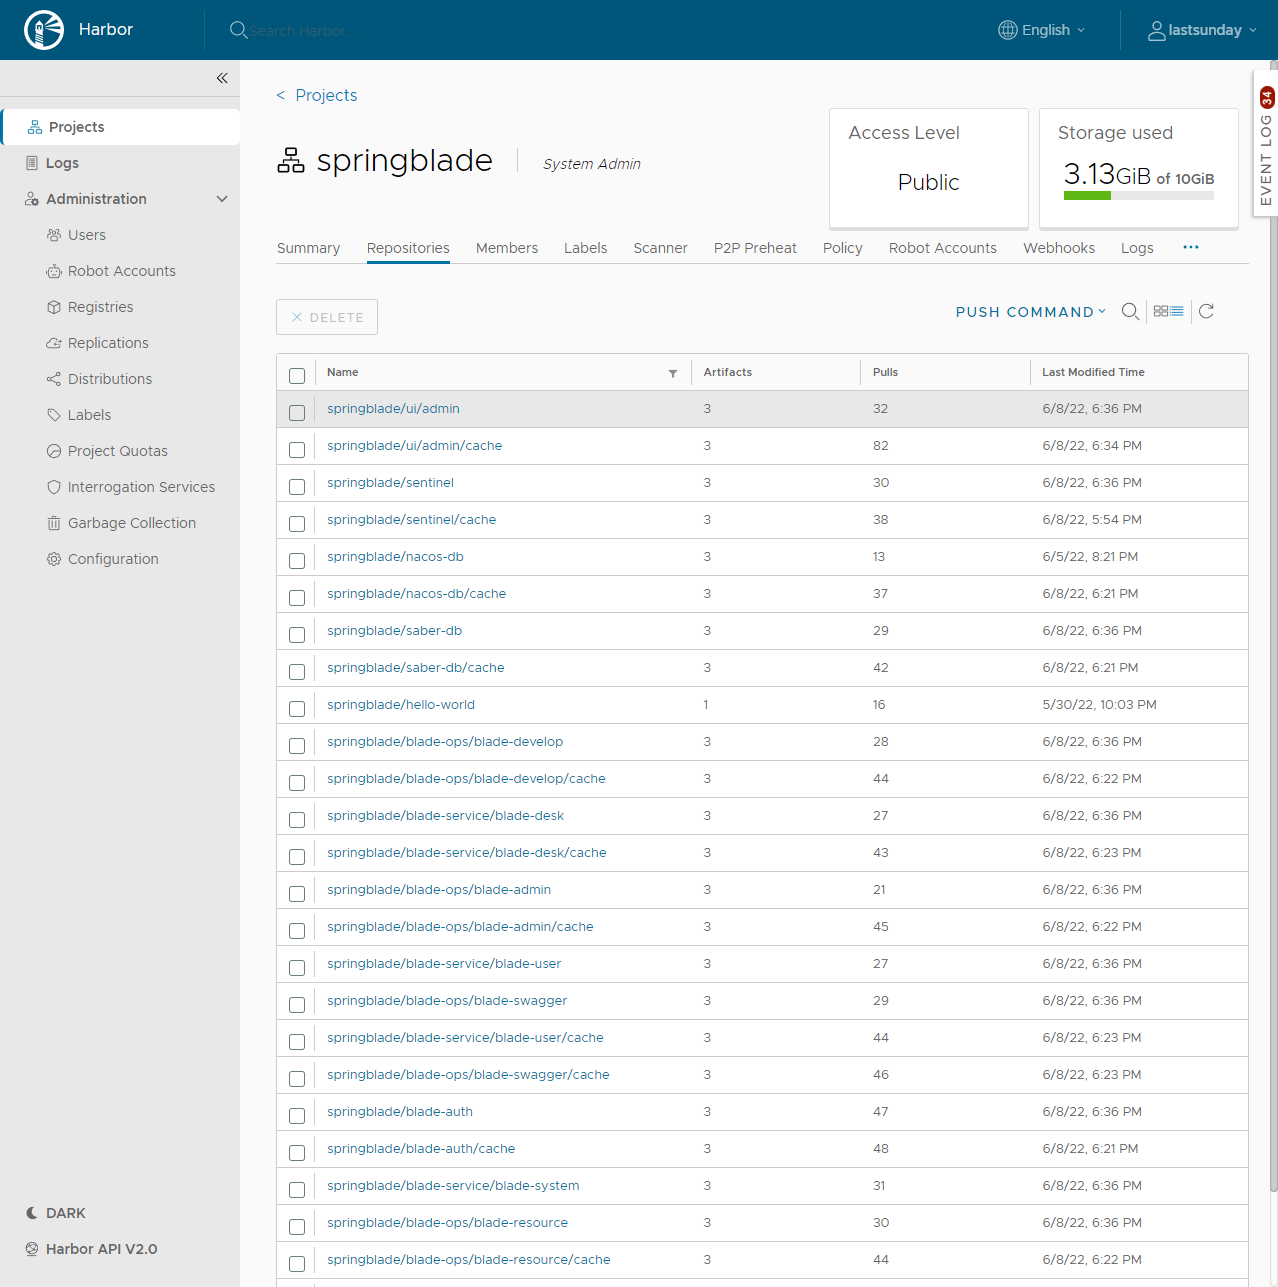 Harbor
Search Harbor...
English
lastsunday
Projects
Logs
Administration
Users
Robot Accounts
Registries
Replications
Distributions
Labels
Project Quotas
Interrogation Services
Garbage Collection
Configuration
DARK
Harbor API V2.0
< Projects
springblade
System Admin
Access Level
Public
Storage used
3.13GiB of 10GiB
EVENT LOG 34
Summary Repositories Members Labels Scanner P2P Preheat Policy Robot Accounts Webhooks Logs ...
DELETE
PUSH COMMAND
Name Artifacts Pulls Last Modified Time
springblade/ui/admin 3 32 6/8/22, 6:36 PM
springblade/ui/admin/cache 3 82 6/8/22, 6:34 PM
springblade/sentinel 3 30 6/8/22, 6:36 PM
springblade/sentinel/cache 3 38 6/8/22, 5:54 PM
springblade/nacos-db 3 13 6/5/22, 8:21 PM
springblade/nacos-db/cache 3 37 6/8/22, 6:21 PM
springblade/saber-db 3 29 6/8/22, 6:36 PM
springblade/saber-db/cache 3 42 6/8/22, 6:21 PM
springblade/hello-world 1 16 5/30/22, 10:03 PM
springblade/blade-ops/blade-develop 3 28 6/8/22, 6:36 PM
springblade/blade-ops/blade-develop/cache 3 44 6/8/22, 6:22 PM
springblade/blade-service/blade-desk 3 27 6/8/22, 6:36 PM
springblade/blade-service/blade-desk/cache 3 43 6/8/22, 6:23 PM
springblade/blade-ops/blade-admin 3 21 6/8/22, 6:36 PM
springblade/blade-ops/blade-admin/cache 3 45 6/8/22, 6:22 PM
springblade/blade-service/blade-user 3 27 6/8/22, 6:36 PM
springblade/blade-ops/blade-swagger 3 29 6/8/22, 6:36 PM
springblade/blade-service/blade-user/cache 3 44 6/8/22, 6:23 PM
springblade/blade-ops/blade-swagger/cache 3 46 6/8/22, 6:23 PM
springblade/blade-auth 3 47 6/8/22, 6:36 PM
springblade/blade-auth/cache 3 48 6/8/22, 6:21 PM
springblade/blade-service/blade-system 3 31 6/8/22, 6:36 PM
springblade/blade-ops/blade-resource 3 30 6/8/22, 6:36 PM
springblade/blade-ops/blade-resource/cache 3 44 6/8/22, 6:22 PM